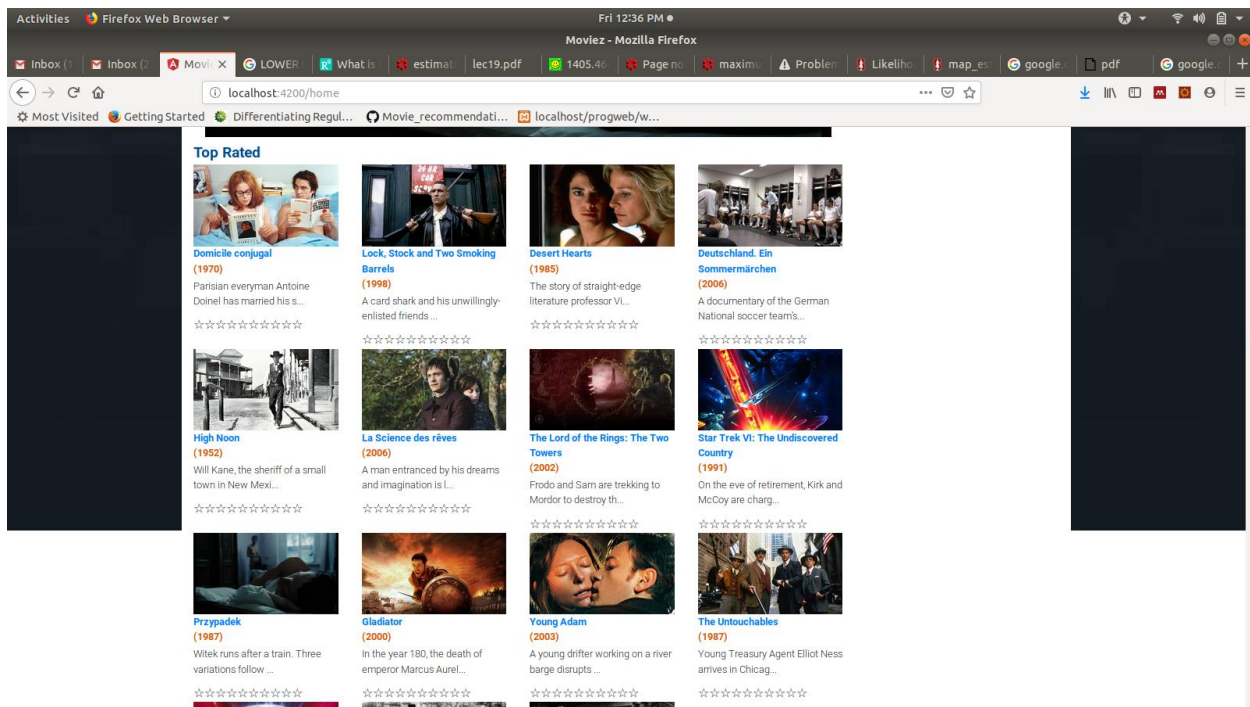 Activities Firefox Web Browser Fri 12:36 PM
Moviez - Mozilla Firefox
Inbox (1 Inbox (2 Movie LOWER What is estimati lec19.pdf 1405.46 Page no maximu Problem Likeliho map_es google.c pdf google.c
localhost:4200/home
Most Visited Getting Started Differentiating Regul... Movie_recommendati... localhost/progweb/w...
Top Rated
Domicile conjugal
(1970)
Parisian everyman Antoine
Doinel has married his s...
Lock, Stock and Two Smoking
Barrels
(1998)
A card shark and his unwillingly-
enlisted friends ...
Desert Hearts
(1985)
The story of straight-edge
literature professor Vi...
Deutschland. Ein
Sommermärchen
(2006)
A documentary of the German
National soccer team's...
High Noon
(1952)
Will Kane, the sheriff of a small
town in New Mexi...
La Science des rêves
(2006)
A man entranced by his dreams
and imagination is l...
The Lord of the Rings: The Two
Towers
(2002)
Frodo and Sam are trekking to
Mordor to destroy th...
Star Trek VI: The Undiscovered
Country
(1991)
On the eve of retirement, Kirk and
McCoy are charg...
Przypadek
(1987)
Witek runs after a train. Three
variations follow ...
Gladiator
(2000)
In the year 180, the death of
emperor Marcus Aurel...
Young Adam
(2003)
A young drifter working on a river
barge disrupts ...
The Untouchables
(1987)
Young Treasury Agent Elliot Ness
arrives in Chicag...